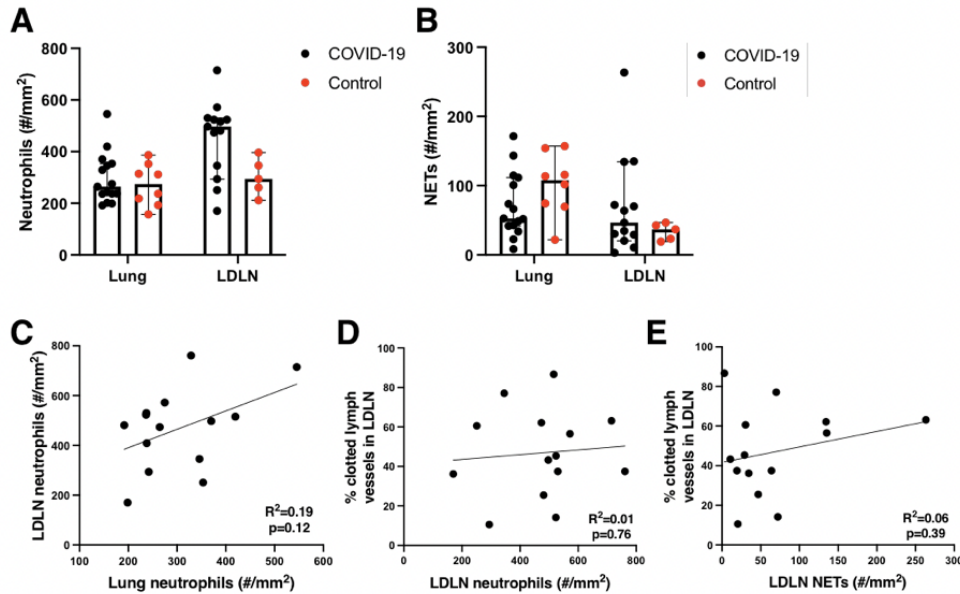 A
800
600
400
200
0
Neutrophils (#/mm²)
Lung
LDLN
COVID-19
Control
B
300
200
100
0
NETs (#/mm²)
Lung
LDLN
COVID-19
Control
C
800
600
400
200
0
LDLN neutrophils (#/mm²)
R²=0.19
p=0.12
100
200
300
400
500
600
Lung neutrophils (#/mm²)
D
100
80
60
40
20
0
% clotted lymph
vessels in LDLN
R²=0.01
p=0.76
0
200
400
600
800
LDLN neutrophils (#/mm²)
E
100
80
60
40
20
0
% clotted lymph
vessels in LDLN
R²=0.06
p=0.39
0
50
100
150
200
250
300
LDLN NETs (#/mm²)